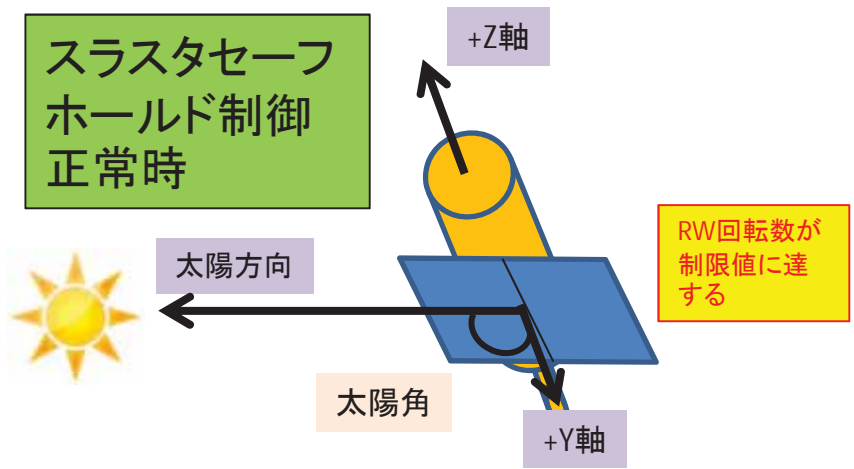 スラスタセーフ
ホールド制御
正常時
+Z軸
RW回転数が
制限値に達
する
太陽方向
太陽角
+Y軸